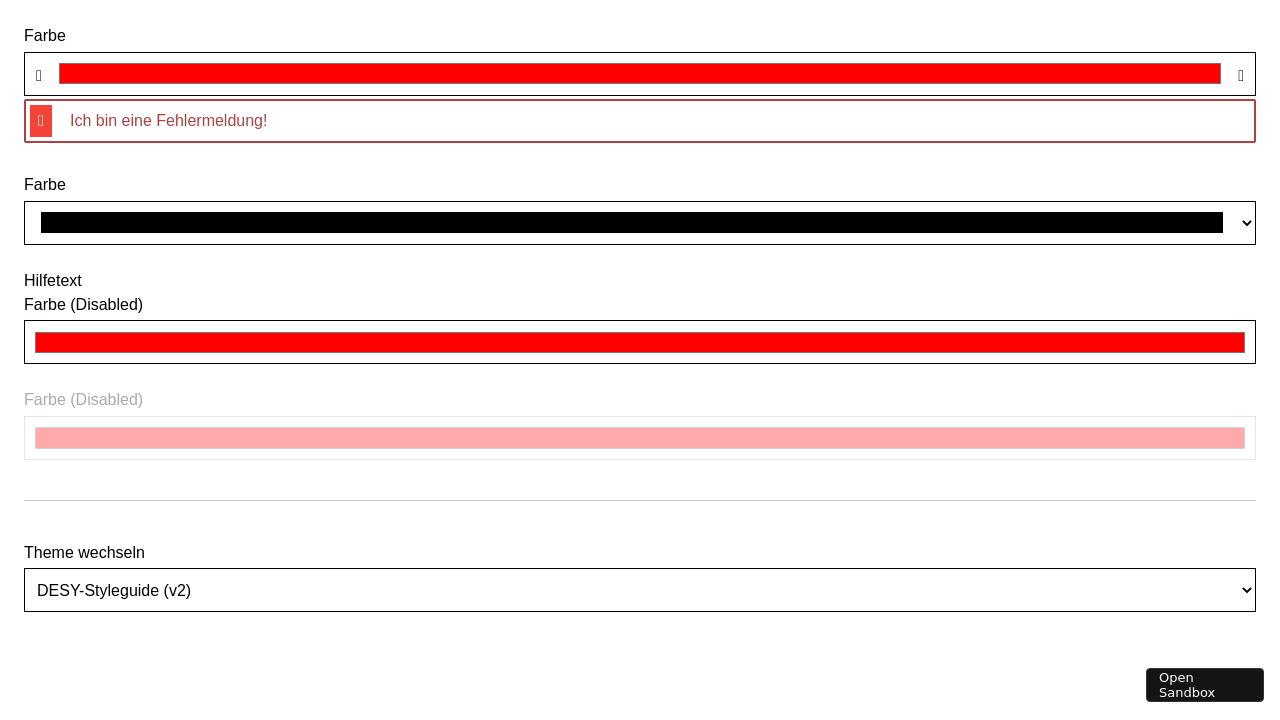 Farbe
Ich bin eine Fehlermeldung!
Farbe
Hilfetext
Farbe (Disabled)
Farbe (Disabled)
Theme wechseln
DESY-Styleguide (v2)
Open
Sandbox